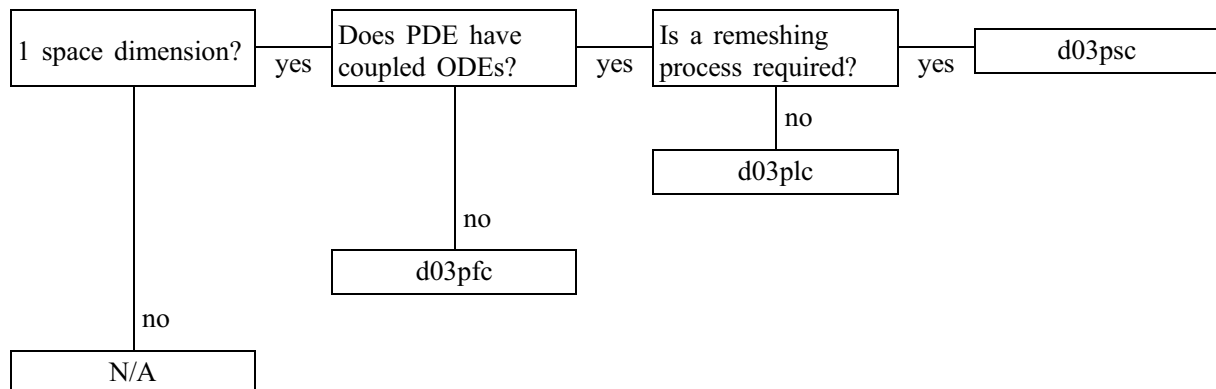 1 space dimension?
yes
Does PDE have
coupled ODEs?
yes
Is a remeshing
process required?
yes
d03psc
no
d03plc
no
d03pfc
no
N/A